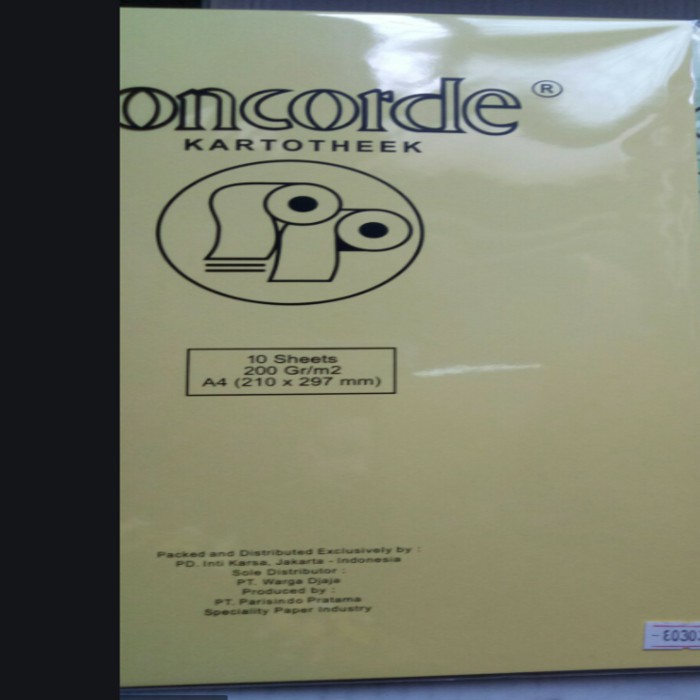 oncorde ®
KARTOTHEEK
10 Sheets
200 Gr/m2
A4 (210 x 297 mm)
Packed and Distributed Exclusively by :
PD. Inti Karsa, Jakarta - Indonesia
Sole Distributor :
PT. Warga Djaja
Produced by :
PT. Parisindo Pratama
Speciality Paper Industry